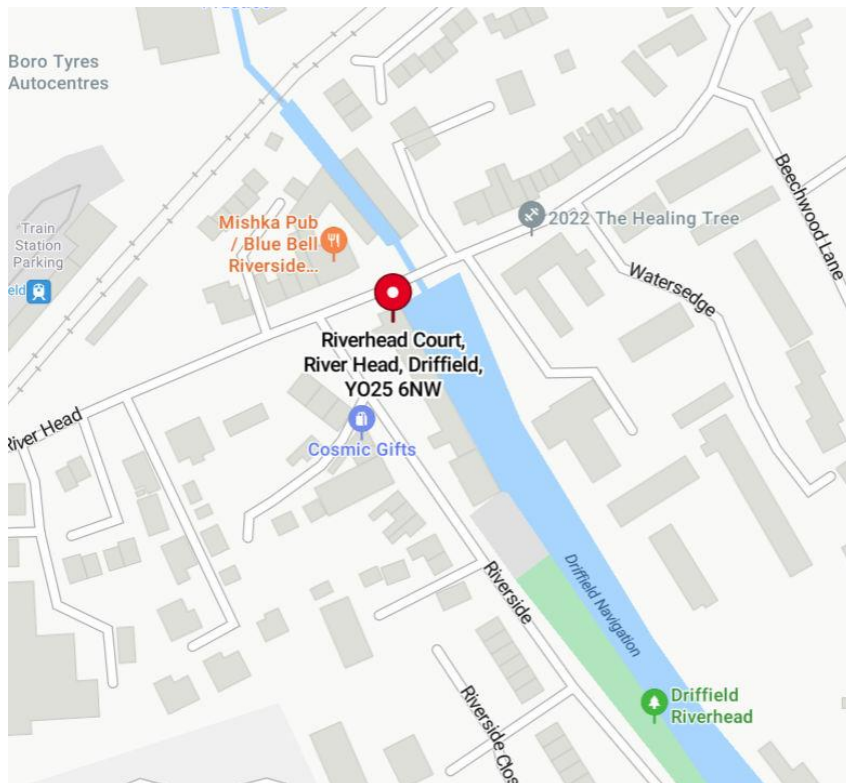 Boro Tyres
Autocentres
Train
Station
Parking
Mishka Pub
/ Blue Bell
Riverside...
2022 The Healing Tree
Beechwood Lane
Watersedge
Riverhead Court,
River Head, Driffield,
YO25 6NW
River Head
Cosmic Gifts
Riverside
Driffield Navigation
Driffield
Riverhead
Riverside Clos